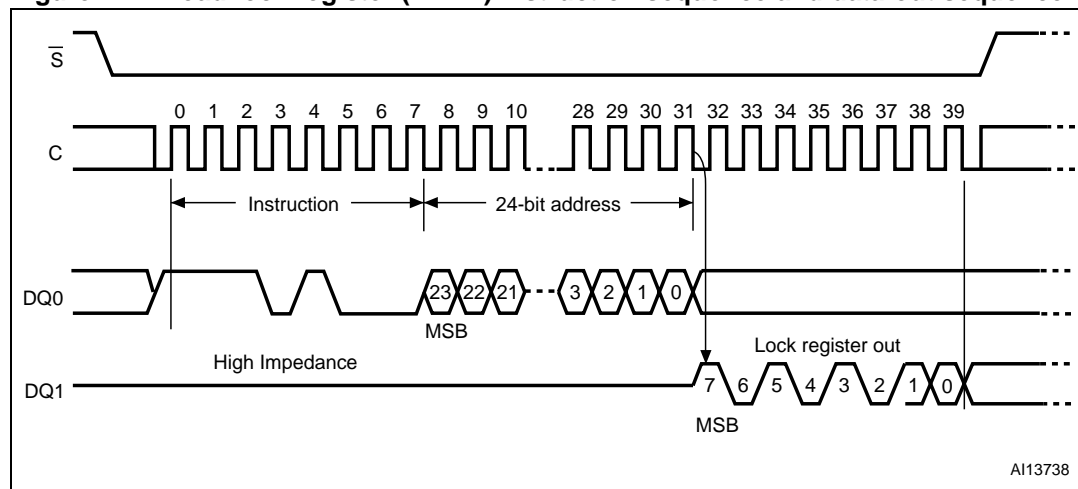 S
0 1 2 3 4 5 6 7 8 9 10 28 29 30 31 32 33 34 35 36 37 38 39
C
Instruction 24-bit address
DQ0 23 22 21 3 2 1 0
MSB
High Impedance Lock register out
DQ1 7 6 5 4 3 2 1 0
MSB
AI13738